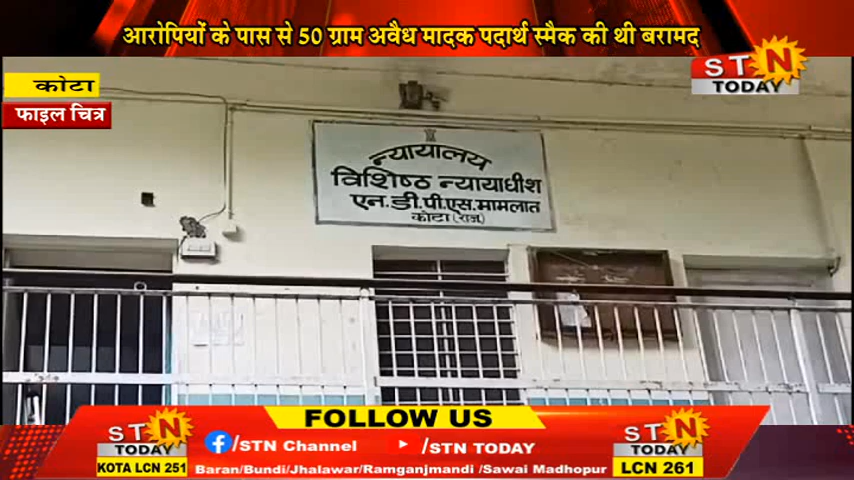 आरोपियों के पास से 50 ग्राम अवैध मादक पदार्थ स्मैक की थी बरामद
कोटा
फाइल चित्र
STN
TODAY
न्यायालय
विशिष्ठ न्यायाधीश
एन.डी.पी.एस.मामलात
कोटा(राज)
FOLLOW US
STN
TODAY
KOTA LCN 251
/STN Channel
/STN TODAY
Baran/Bundi/Jhalawar/Ramganjmandi /Sawai Madhopur
STN
TODAY
LCN 261